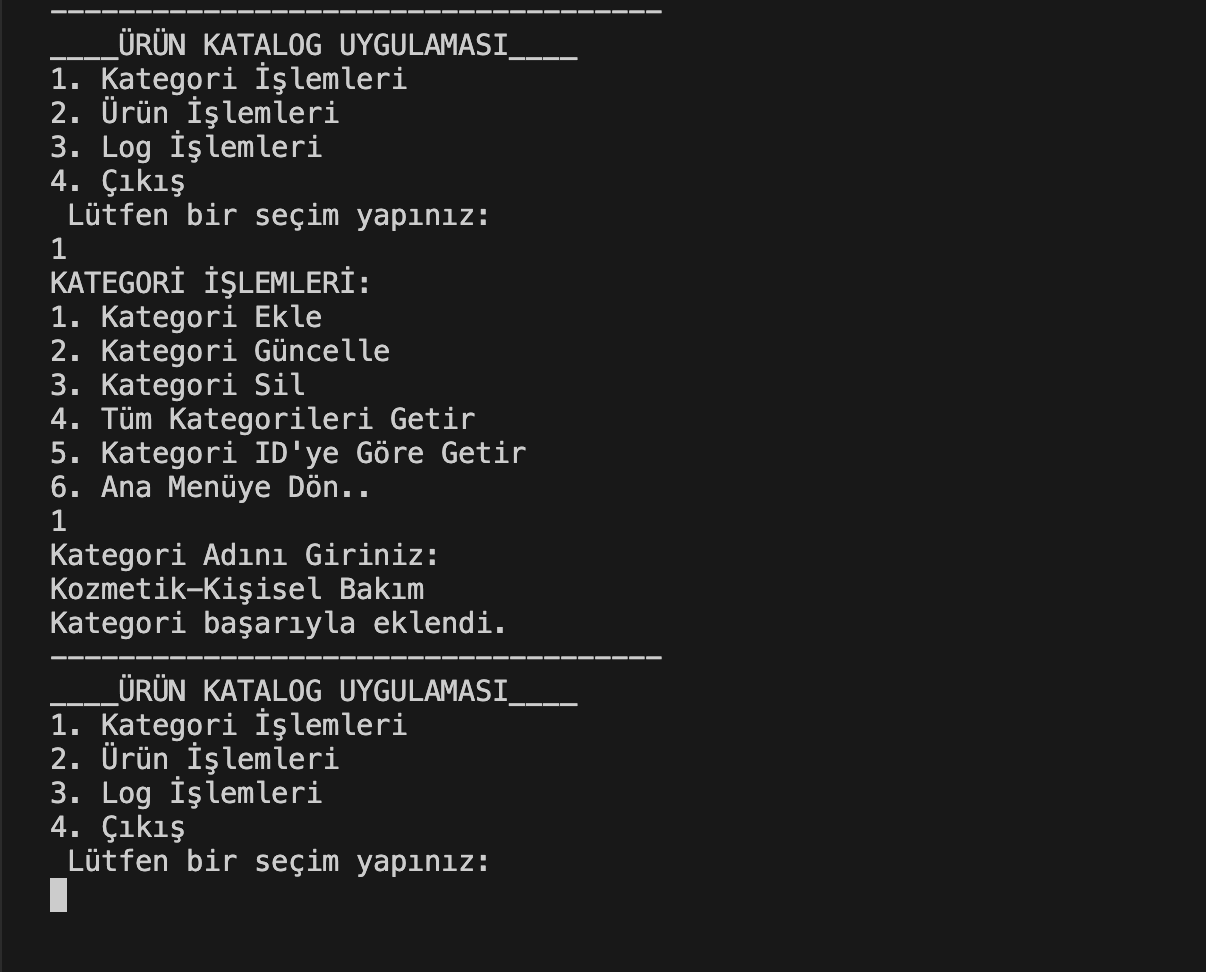 ------------------------------------
____ÜRÜN KATALOG UYGULAMASI____
1. Kategori İşlemleri
2. Ürün İşlemleri
3. Log İşlemleri
4. Çıkış
 Lütfen bir seçim yapınız:
1
KATEGORİ İŞLEMLERİ:
1. Kategori Ekle
2. Kategori Güncelle
3. Kategori Sil
4. Tüm Kategorileri Getir
5. Kategori ID'ye Göre Getir
6. Ana Menüye Dön..
1
Kategori Adını Giriniz:
Kozmetik-Kişisel Bakım
Kategori başarıyla eklendi.
------------------------------------
____ÜRÜN KATALOG UYGULAMASI____
1. Kategori İşlemleri
2. Ürün İşlemleri
3. Log İşlemleri
4. Çıkış
 Lütfen bir seçim yapınız: